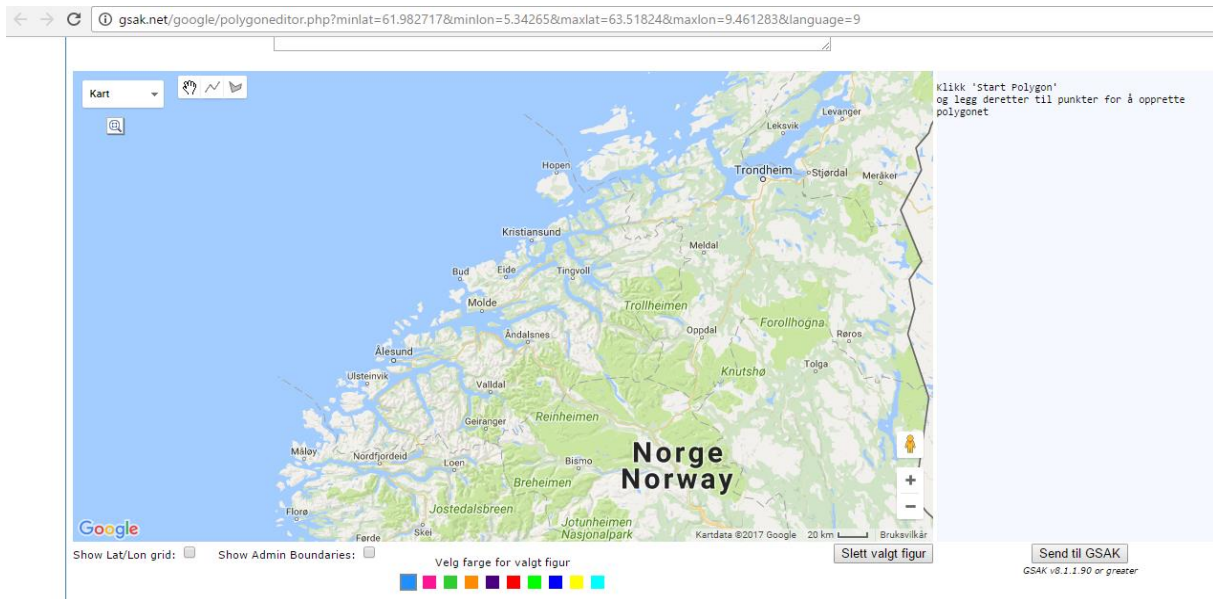 gsak.net/google/polygoneditor.php?minlat=61.982717&minlon=5.34265&maxlat=63.51824&maxlon=9.461283&language=9
Kart
Klikk 'Start Polygon'
og legg deretter til punkter for å opprette
polygonet
Levanger
Leksvik
Hopen
Trondheim
Stjørdal
Meråker
Kristiansund
Meldal
Bud
Eide
Tingvoll
Molde
Trollheimen
Åndalsnes
Oppdal
Forollhogna
Røros
Ålesund
Tolga
Knutshø
Ulsteinvik
Valldal
Geiranger
Reinheimen
Måløy
Nordfjordeid
Loen
Bismo
Norge
Norway
Breheimen
Florø
Jostedalsbreen
Jotunheimen
Nasjonalpark
Førde
Skei
Google
Kartdata ©2017 Google
20 km
Bruksvilkår
Show Lat/Lon grid:
Show Admin Boundaries:
Velg farge for valgt figur
Slett valgt figur
Send til GSAK
GSAK v8.1.1.90 or greater